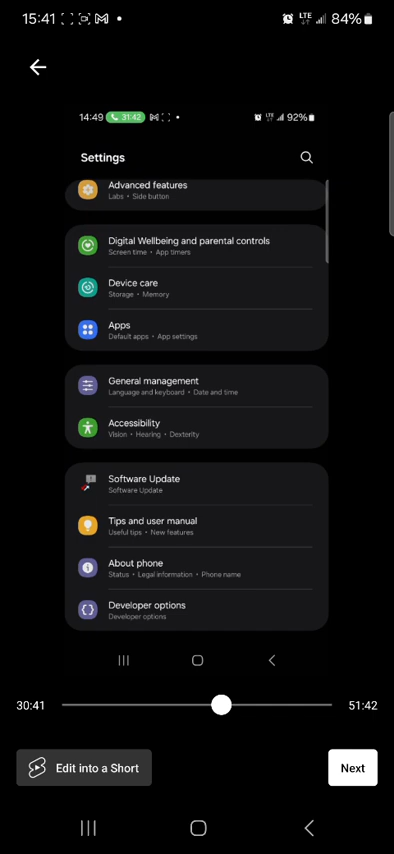 15:41 LTE 84%
14:49 31:42 LTE 92%
Settings
Advanced features
Labs • Side button
Digital Wellbeing and parental controls
Screen time • App timers
Device care
Storage • Memory
Apps
Default apps • App settings
General management
Language and keyboard • Date and time
Accessibility
Vision • Hearing • Dexterity
Software Update
Software Update
Tips and user manual
Useful tips • New features
About phone
Status • Legal information • Phone name
Developer options
Developer options
30:41 51:42
Edit into a Short Next